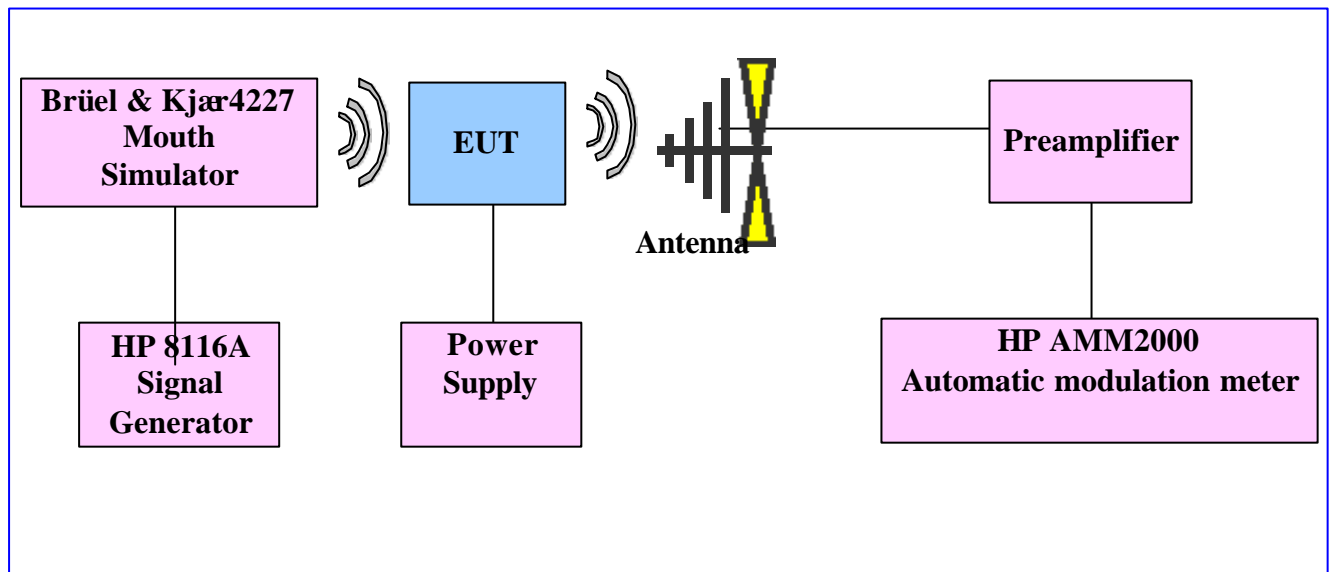 Brüel & Kjær4227
Mouth
Simulator
EUT
Antenna
Preamplifier
HP 8116A
Signal
Generator
Power
Supply
HP AMM2000
Automatic modulation meter